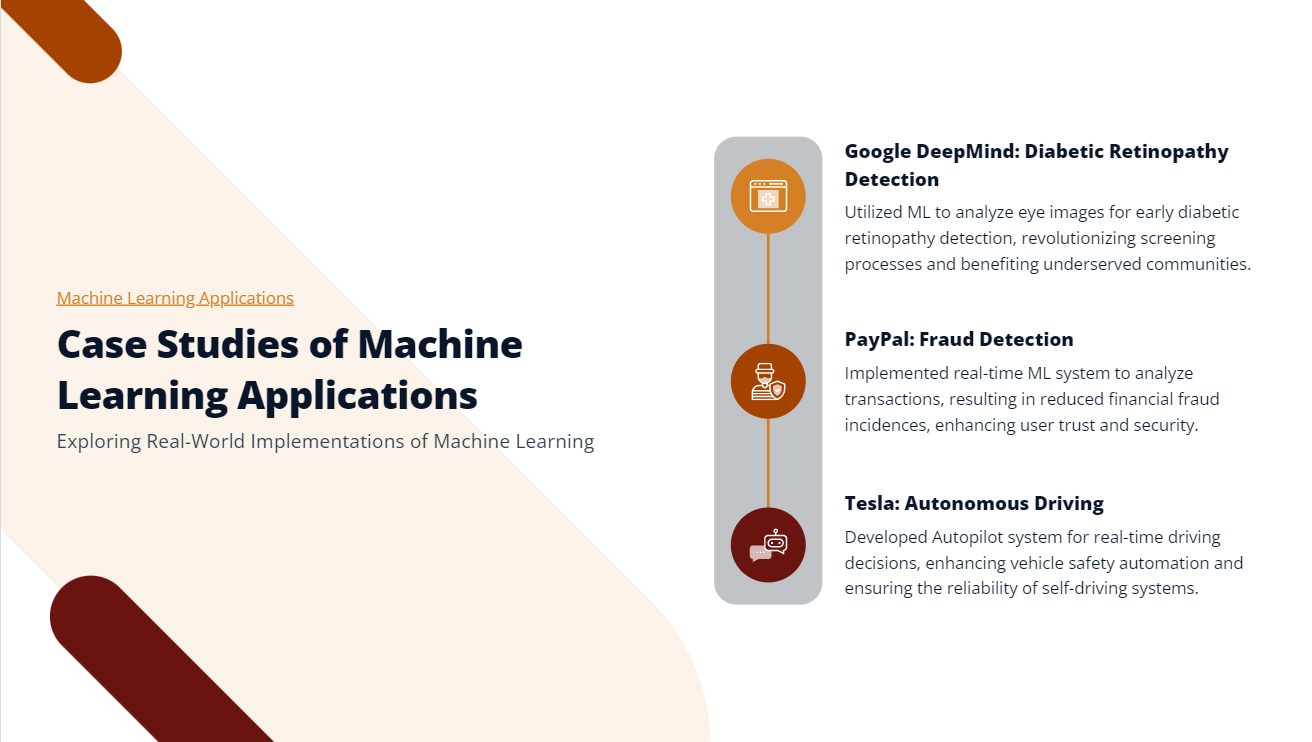 Machine Learning Applications
Case Studies of Machine
Learning Applications
Exploring Real-World Implementations of Machine Learning
Google DeepMind: Diabetic Retinopathy
Detection
Utilized ML to analyze eye images for early diabetic
retinopathy detection, revolutionizing screening
processes and benefiting underserved communities.
PayPal: Fraud Detection
Implemented real-time ML system to analyze
transactions, resulting in reduced financial fraud
incidences, enhancing user trust and security.
Tesla: Autonomous Driving
Developed Autopilot system for real-time driving
decisions, enhancing vehicle safety automation and
ensuring the reliability of self-driving systems.